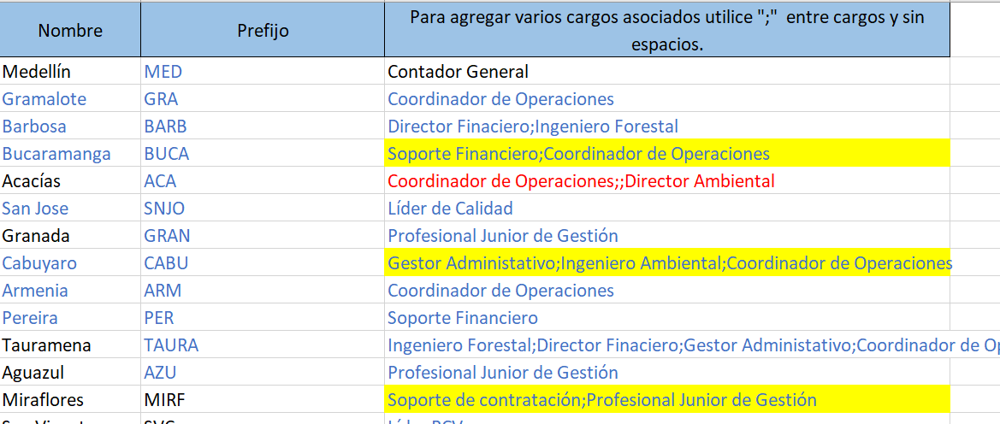 Nombre Prefijo Para agregar varios cargos asociados utilice ";" entre cargos y sin
espacios.
Medellín MED Contador General
Gramalote GRA Coordinador de Operaciones
Barbosa BARB Director Finaciero;Ingeniero Forestal
Bucaramanga BUCA Soporte Financiero;Coordinador de Operaciones
Acacías ACA Coordinador de Operaciones;;Director Ambiental
San Jose SNJO Líder de Calidad
Granada GRAN Profesional Junior de Gestión
Cabuyaro CABU Gestor Administativo;Ingeniero Ambiental;Coordinador de Operaciones
Armenia ARM Coordinador de Operaciones
Pereira PER Soporte Financiero
Tauramena TAURA Ingeniero Forestal;Director Finaciero;Gestor Administativo;Coordinador de
Aguazul AZU Profesional Junior de Gestión
Miraflores MIRF Soporte de contratación;Profesional Junior de Gestión